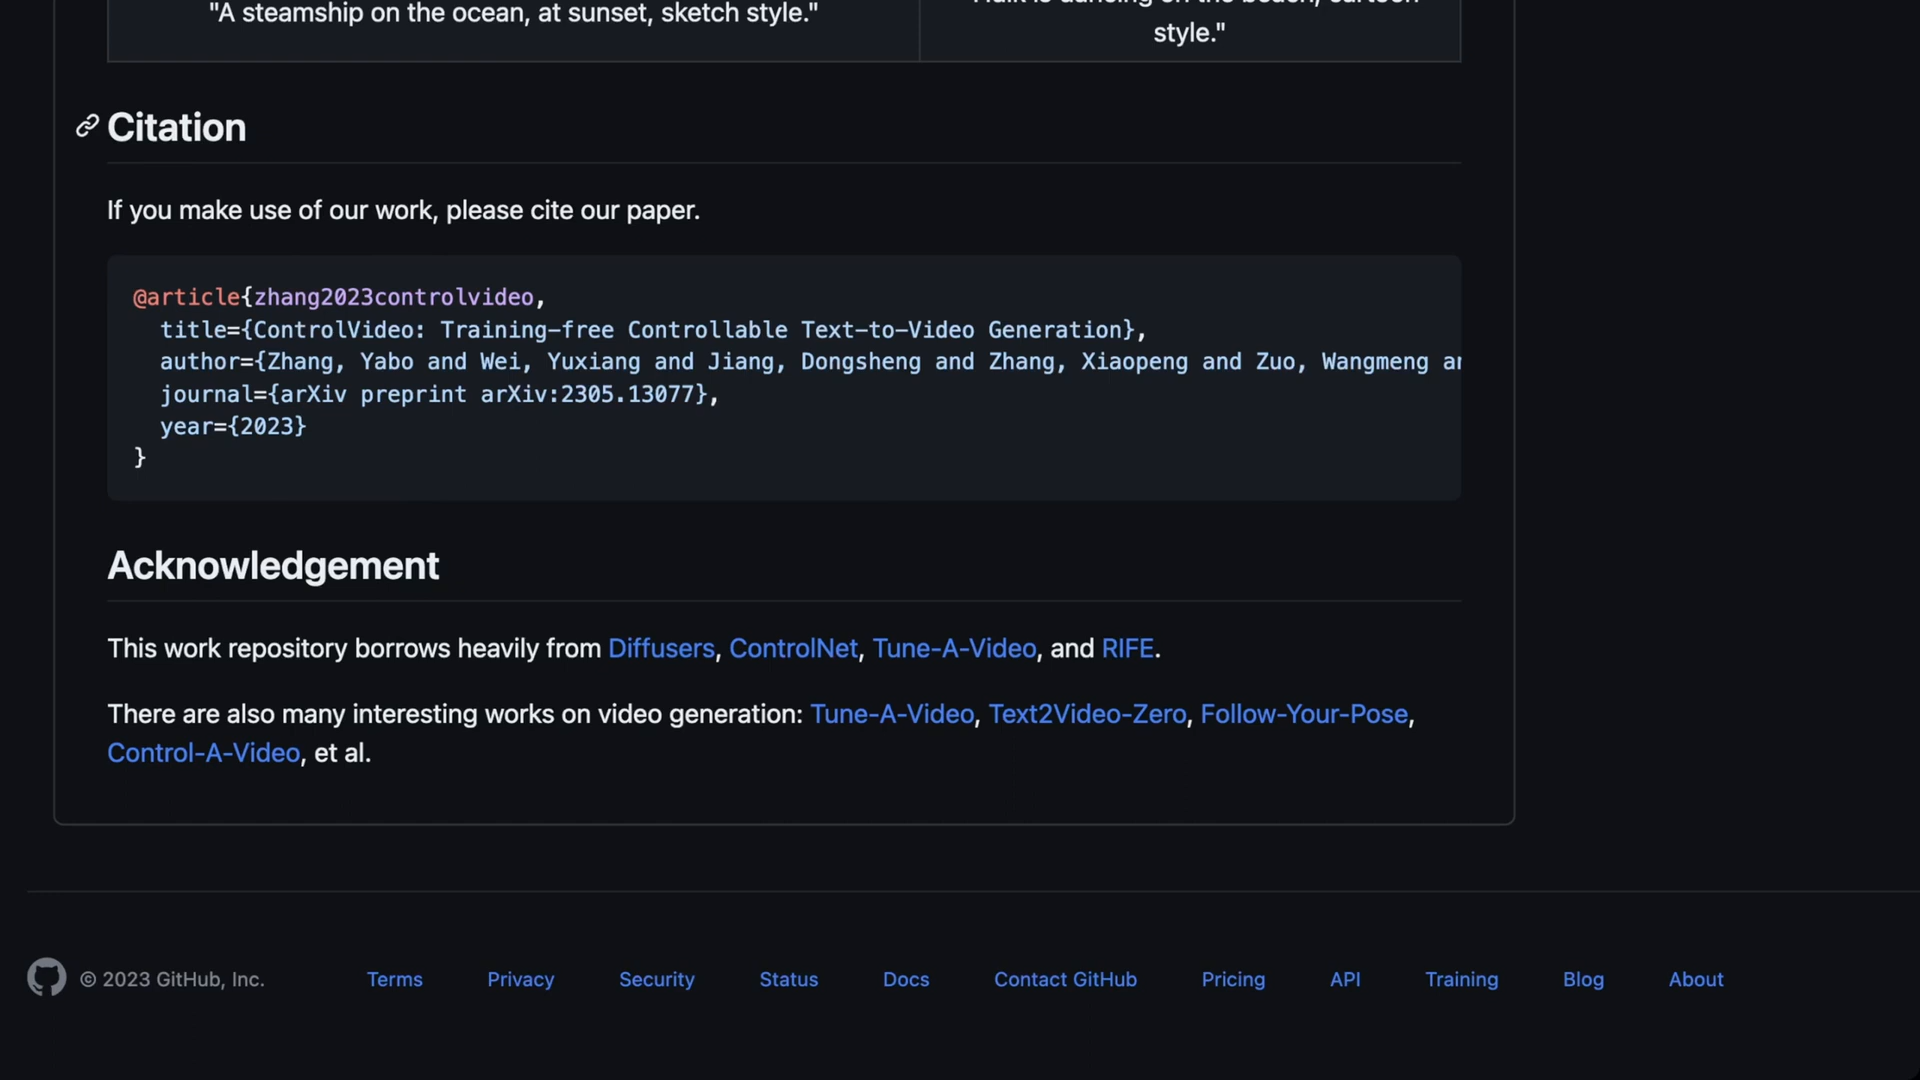 "A steamship on the ocean, at sunset, sketch style."
style."
Citation
If you make use of our work, please cite our paper.
@article{zhang2023controlvideo,
title={ControlVideo: Training-free Controllable Text-to-Video Generation},
author={Zhang, Yabo and Wei, Yuxiang and Jiang, Dongsheng and Zhang, Xiaopeng and Zuo, Wangmeng
journal={arXiv preprint arXiv:2305.13077},
year={2023}
}
Acknowledgement
This work repository borrows heavily from Diffusers, ControlNet, Tune-A-Video, and RIFE.
There are also many interesting works on video generation: Tune-A-Video, Text2Video-Zero, Follow-Your-Pose,
Control-A-Video, et al.
© 2023 GitHub, Inc. Terms Privacy Security Status Docs Contact GitHub Pricing API Training Blog About